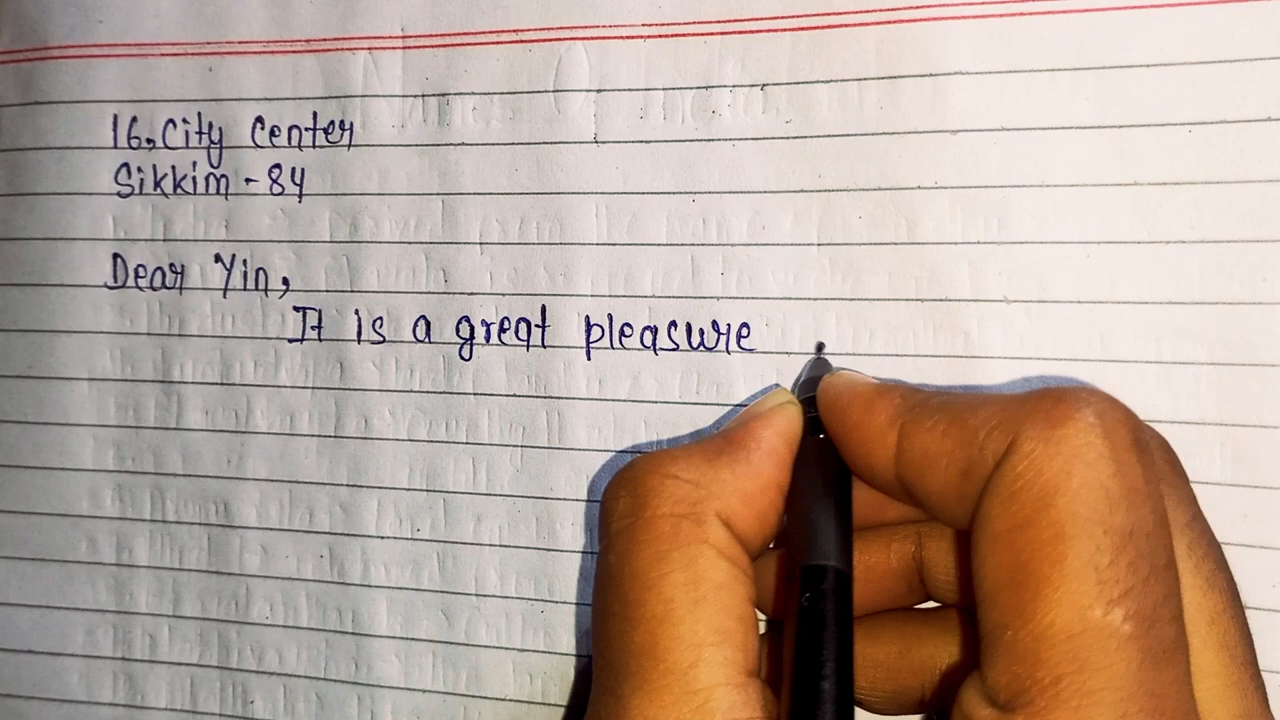 16, City Center
Sikkim - 84
Dear Yin,
It is a great pleasure